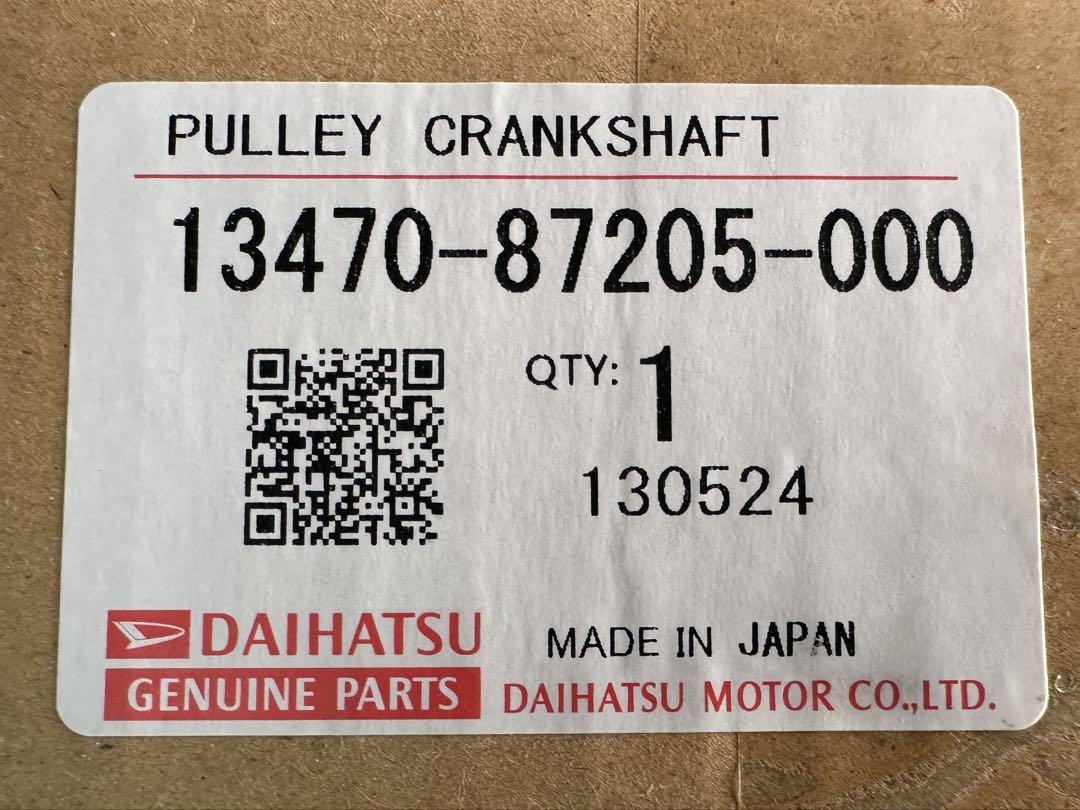 PULLEY CRANKSHAFT
13470-87205-000
QTY: 1
130524
DAIHATSU
GENUINE PARTS
MADE IN JAPAN
DAIHATSU MOTOR CO.,LTD.